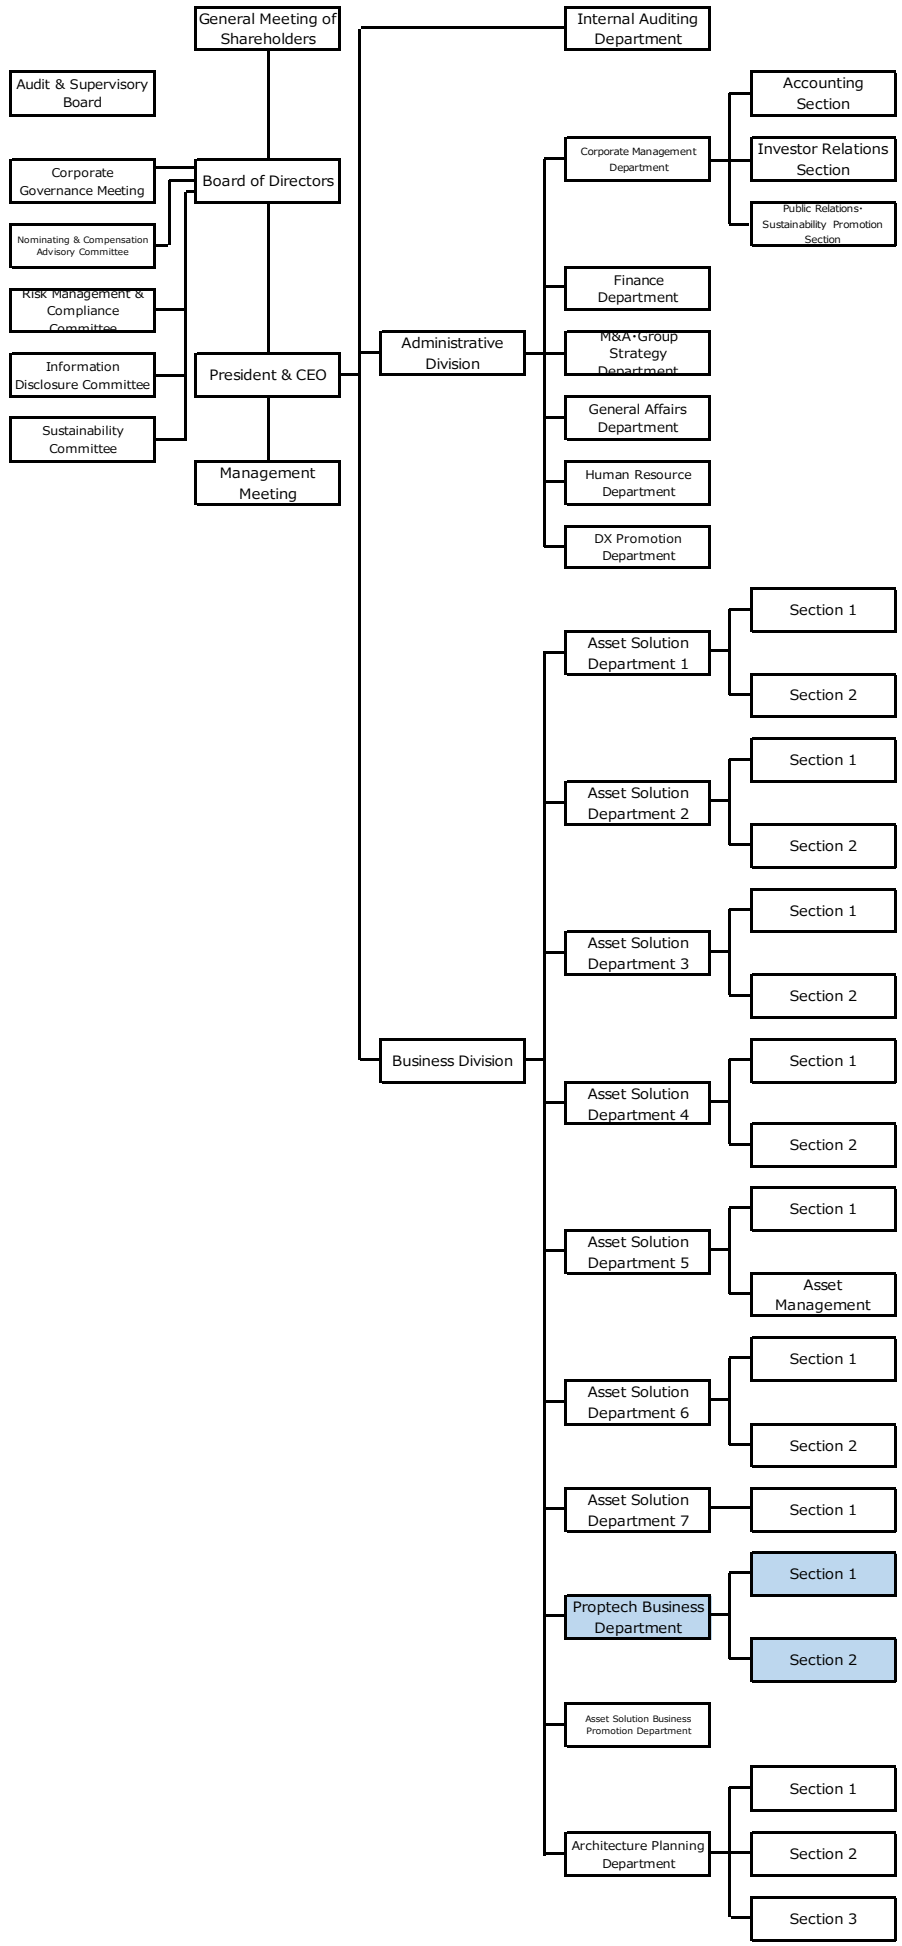 General Meeting of
Shareholders
Internal Auditing
Department
Audit & Supervisory
Board
Accounting
Section
Corporate
Governance Meeting
Board of Directors
Corporate Management
Department
Investor Relations
Section
Public Relations･
Sustainability Promotion
Section
Nominating & Compensation
Advisory Committee
Risk Management &
Compliance
Committee
Finance
Department
Information
Disclosure Committee
President & CEO
Administrative
Division
M&A･Group
Strategy
Department
Sustainability
Committee
General Affairs
Department
Management
Meeting
Human Resource
Department
DX Promotion
Department
Section 1
Asset Solution
Department 1
Section 2
Section 1
Asset Solution
Department 2
Section 2
Section 1
Asset Solution
Department 3
Section 2
Business Division
Section 1
Asset Solution
Department 4
Section 2
Section 1
Asset Solution
Department 5
Asset
Management
Section 1
Asset Solution
Department 6
Section 2
Asset Solution
Department 7
Section 1
Section 1
Proptech Business
Department
Section 2
Asset Solution Business
Promotion Department
Section 1
Architecture Planning
Department
Section 2
Section 3